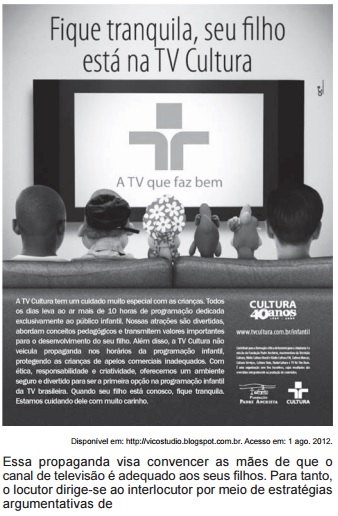 Fique tranquila, seu filho
está na TV Cultura
A TV que faz bem
A TV Cultura tem um cuidado muito especial com as crianças. Todos
os dias leva ao ar mais de 10 horas de programação dedicada
exclusivamente ao público infantil. Nossas atrações são divertidas,
abordam conceitos pedagógicos e transmitem valores importantes
para o desenvolvimento do seu filho. Além disso, a TV Cultura não
veicula propagandas nos horários da programação infantil,
protegendo as crianças de apelos comerciais inadequados. Com
ética, responsabilidade e criatividade, oferecemos um ambiente
seguro e divertido para ser a primeira opção na programação infantil
da TV brasileira. Quando seu filho está conosco, fique tranquila.
Estamos cuidando dele com muito carinho.
CULTURA
40 anos
www.tvcultura.com.br/infantil
Fundação
PADRE ANCHIETA
CULTURA
Disponível em: http://vicostudio.blogspot.com.br. Acesso em: 1 ago. 2012.
Essa propaganda visa convencer as mães de que o
canal de televisão é adequado aos seus filhos. Para tanto,
o locutor dirige-se ao interlocutor por meio de estratégias
argumentativas de